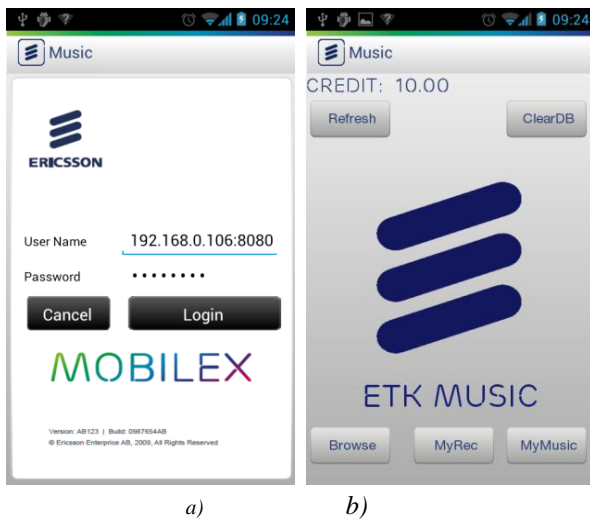 09:24
Music
ERICSSON
User Name 192.168.0.106:8080
Password ········
Cancel Login
MOBILEX
Version: AB123 | Build: 0987654AB
© Ericsson Enterprice AB, 2009, All Rights Reserved
a)
09:24
Music
CREDIT: 10.00
Refresh ClearDB
ETK MUSIC
Browse MyRec MyMusic
b)